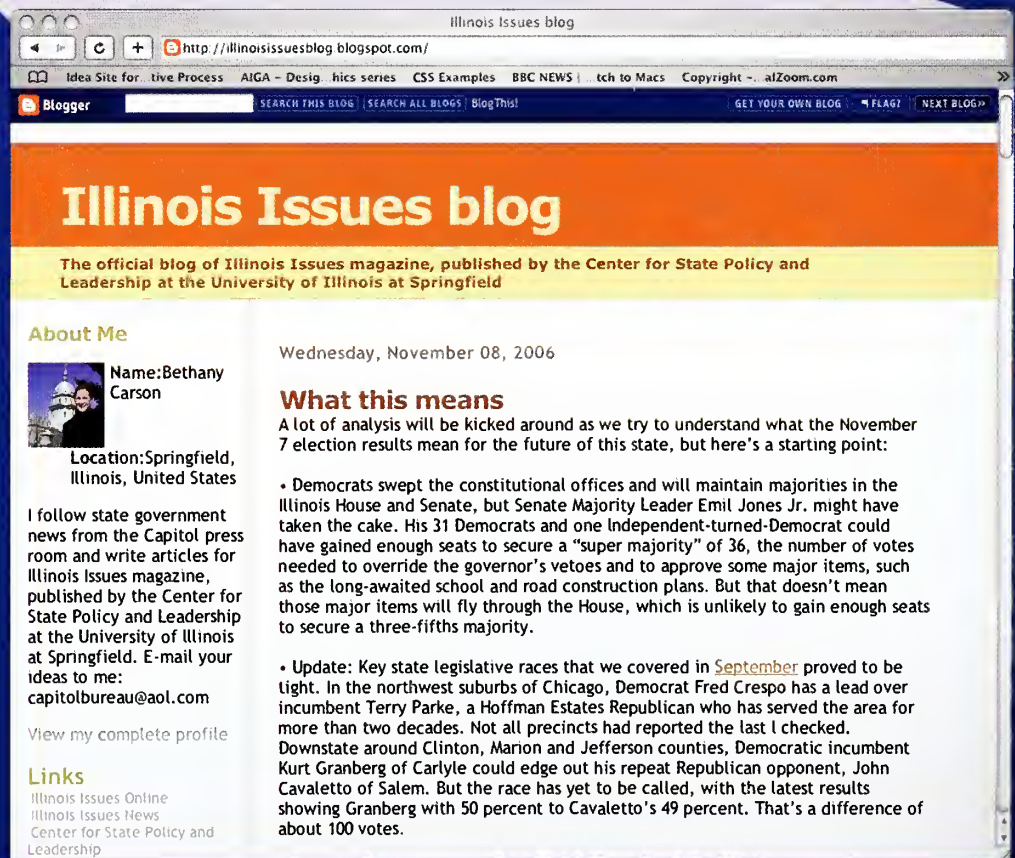 Illinois Issues blog
http://illinoisissuesblog.blogspot.com/
Idea Site for...tive Process AIGA - Desig...hics series CSS Examples BBC NEWS | ...tch to Macs Copyright -...alZoom.com
Blogger SEARCH THIS BLOG SEARCH ALL BLOGS BlogThis! GET YOUR OWN BLOG FLAG? NEXT BLOG»
Illinois Issues blog
The official blog of Illinois Issues magazine, published by the Center for State Policy and
Leadership at the University of Illinois at Springfield
About Me
Name:Bethany
Carson
Location:Springfield,
Illinois, United States
I follow state government
news from the Capitol press
room and write articles for
Illinois Issues magazine,
published by the Center for
State Policy and Leadership
at the University of Illinois
at Springfield. E-mail your
ideas to me:
capitolbureau@aol.com
View my complete profile
Links
Illinois Issues Online
Illinois Issues News
Center for State Policy and
Leadership
Wednesday, November 08, 2006
What this means
A lot of analysis will be kicked around as we try to understand what the November
7 election results mean for the future of this state, but here's a starting point:
• Democrats swept the constitutional offices and will maintain majorities in the
Illinois House and Senate, but Senate Majority Leader Emil Jones Jr. might have
taken the cake. His 31 Democrats and one Independent-turned-Democrat could
have gained enough seats to secure a “super majority” of 36, the number of votes
needed to override the governor's vetoes and to approve some major items, such
as the long-awaited school and road construction plans. But that doesn't mean
those major items will fly through the House, which is unlikely to gain enough seats
to secure a three-fifths majority.
• Update: Key state legislative races that we covered in September proved to be
tight. In the northwest suburbs of Chicago, Democrat Fred Crespo has a lead over
incumbent Terry Parke, a Hoffman Estates Republican who has served the area for
more than two decades. Not all precincts had reported the last I checked.
Downstate around Clinton, Marion and Jefferson counties, Democratic incumbent
Kurt Granberg of Carlyle could edge out his repeat Republican opponent, John
Cavaletto of Salem. But the race has yet to be called, with the latest results
showing Granberg with 50 percent to Cavaletto's 49 percent. That's a difference of
about 100 votes.